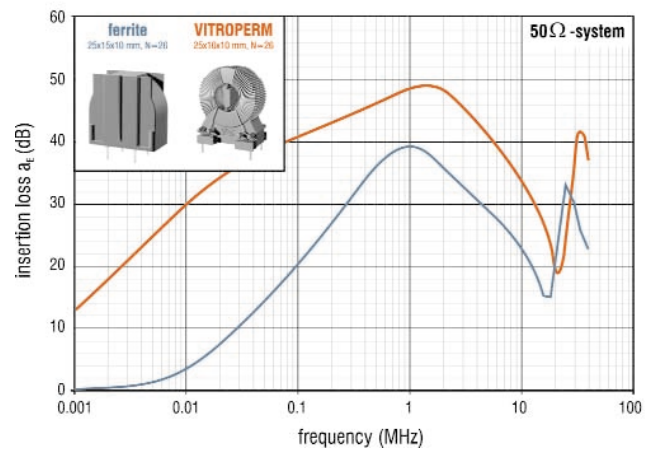 60
50
40
30
20
10
0
insertion loss aE (dB)
ferrite
25x15x10 mm, N=26
VITROPERM
25x16x10 mm, N=26
50Ω-system
0.001
0.01
0.1
1
10
100
frequency (MHz)